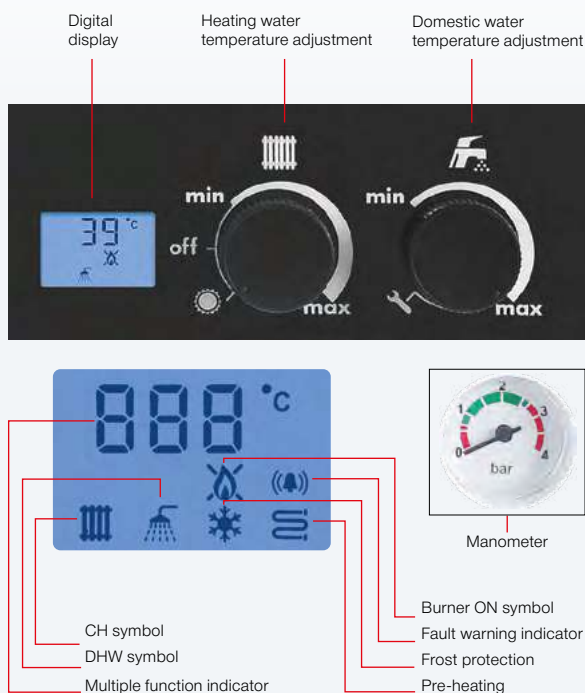 Digital
display
Heating water
temperature adjustment
Domestic water
temperature adjustment
39 °C
min
off
max
min
max
888 °C
0 1 2 3 4
bar
Manometer
CH symbol
DHW symbol
Multiple function indicator
Burner ON symbol
Fault warning indicator
Frost protection
Pre-heating